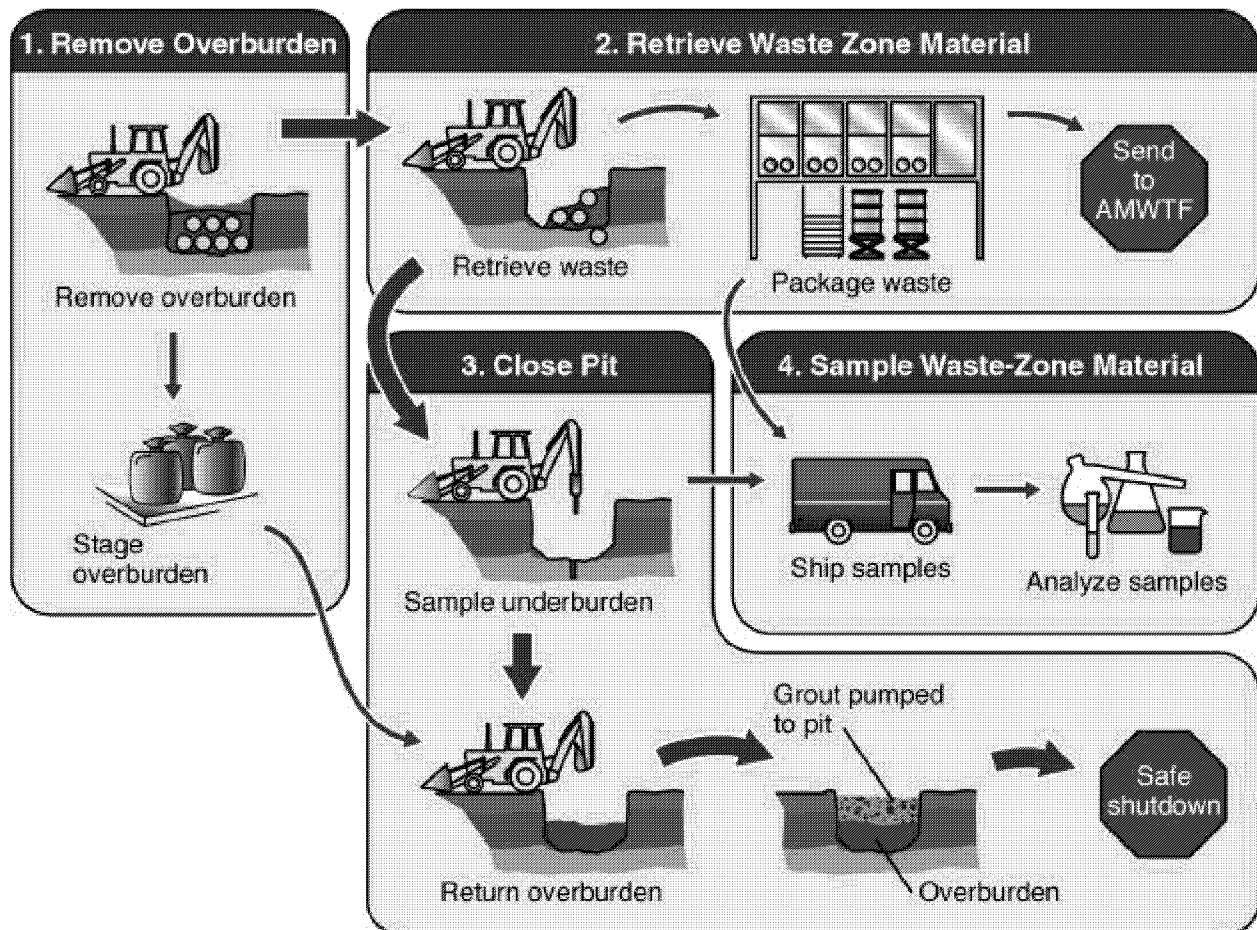 1. Remove Overburden
Remove overburden
Stage
overburden
2. Retrieve Waste Zone Material
Retrieve waste
Package waste
Send
to
AMWTF
3. Close Pit
Sample underburden
Return overburden
Grout pumped
to pit
Overburden
Safe
shutdown
4. Sample Waste-Zone Material
Ship samples
Analyze samples